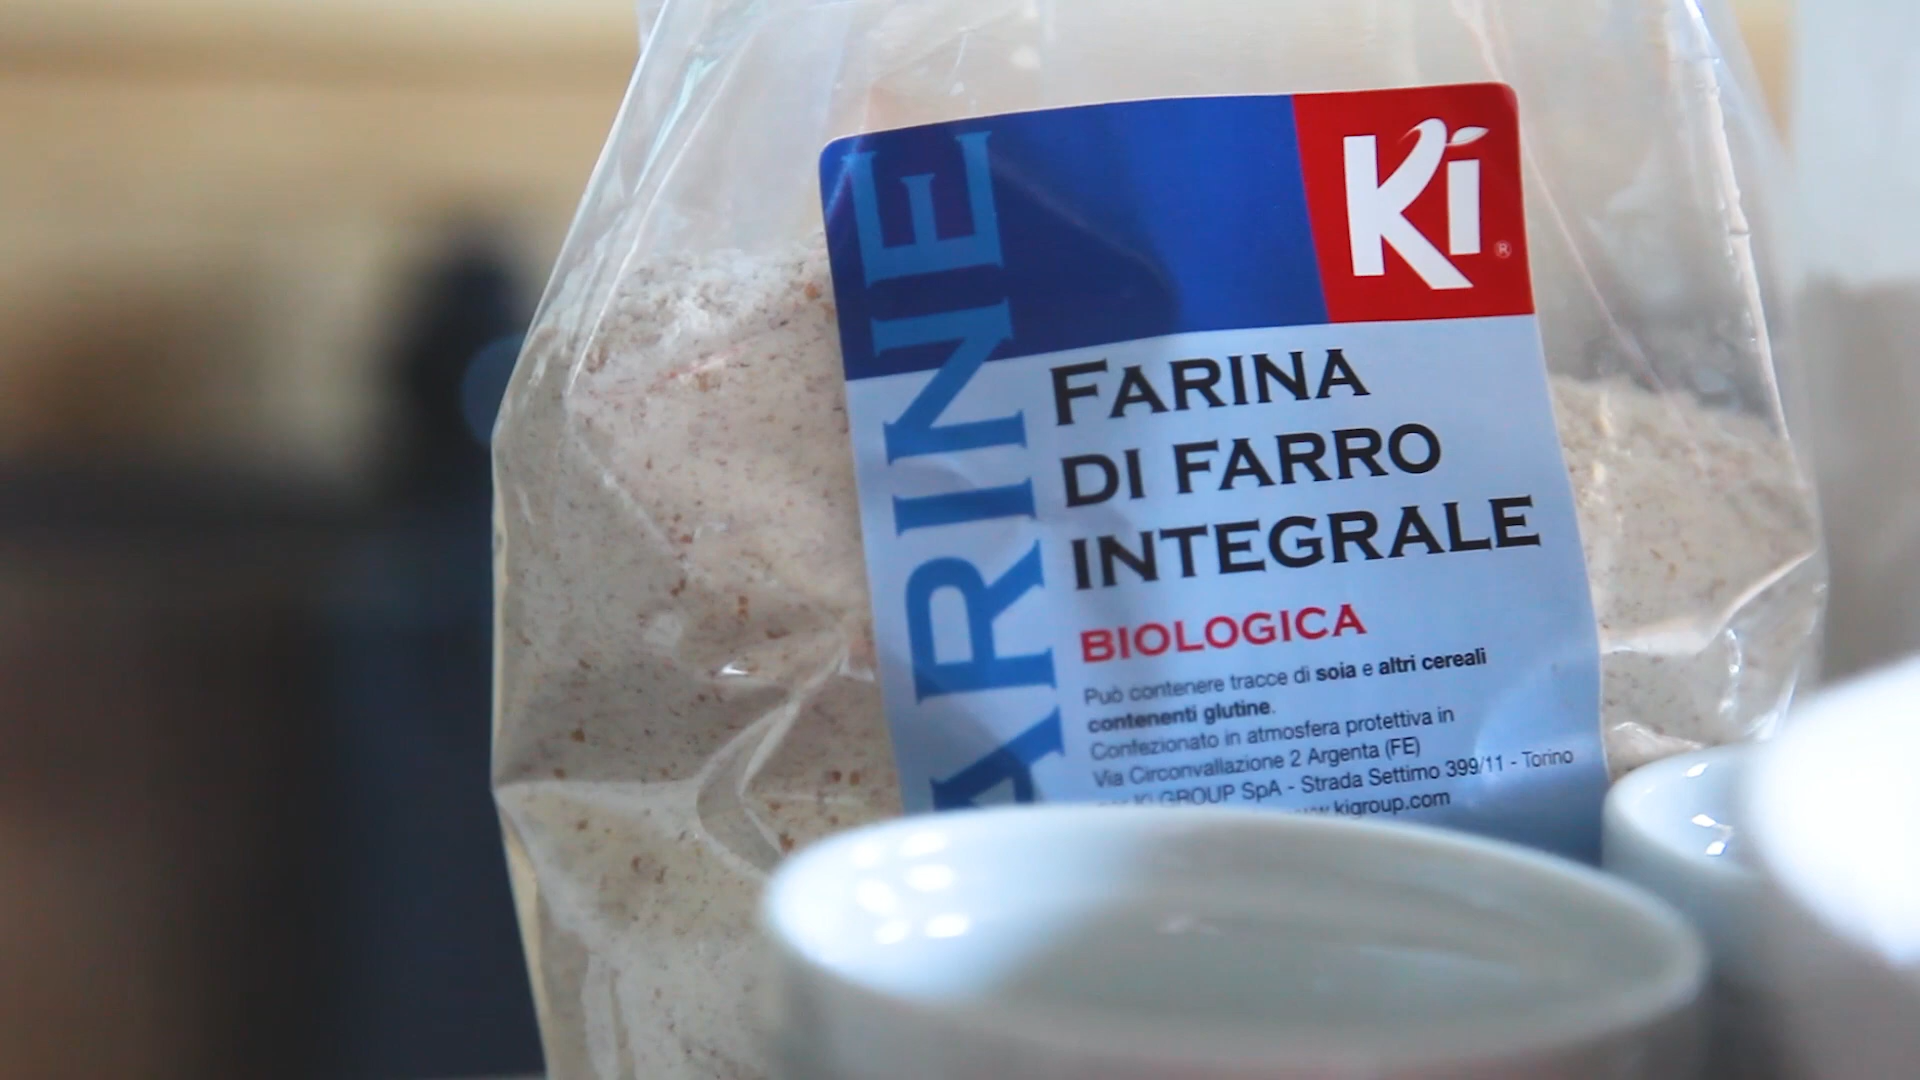 Ki
®
FARINE
FARINA
DI FARRO
INTEGRALE
BIOLOGICA
Può contenere tracce di soia e altri cereali
contenenti glutine.
Confezionato in atmosfera protettiva in
Via Circonvallazione 2 Argenta (FE)
KI GROUP SpA - Strada Settimo 399/11 - Torino
www.kigroup.com